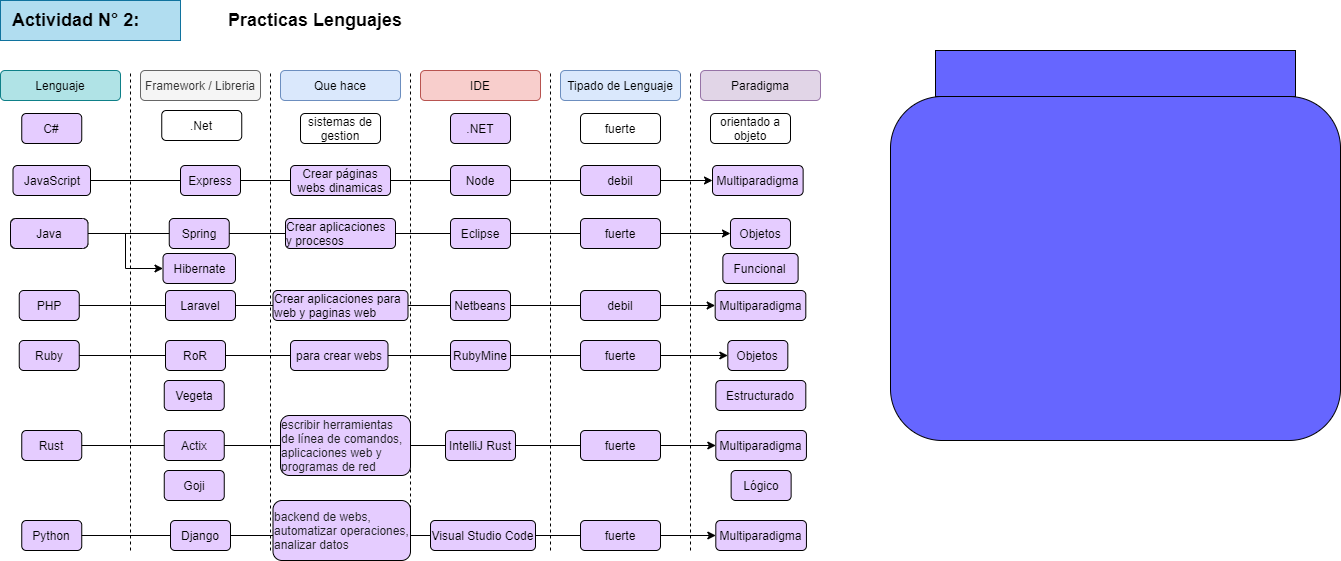 Actividad N° 2:
Practicas Lenguajes
Lenguaje
Framework / Libreria
Que hace
IDE
Tipado de Lenguaje
Paradigma
C#
.Net
sistemas de
gestion
.NET
fuerte
orientado a
objeto
JavaScript
Express
Crear páginas
webs dinamicas
Node
debil
Multiparadigma
Java
Spring
Crear aplicaciones
y procesos
Eclipse
fuerte
Objetos
Hibernate
Funcional
PHP
Laravel
Crear aplicaciones para
web y paginas web
Netbeans
debil
Multiparadigma
Ruby
RoR
para crear webs
RubyMine
fuerte
Objetos
Vegeta
Estructurado
Rust
Actix
escribir herramientas
de línea de comandos,
aplicaciones web y
programas de red
IntelliJ Rust
fuerte
Multiparadigma
Goji
Lógico
Python
Django
backend de webs,
automatizar operaciones,
analizar datos
Visual Studio Code
fuerte
Multiparadigma